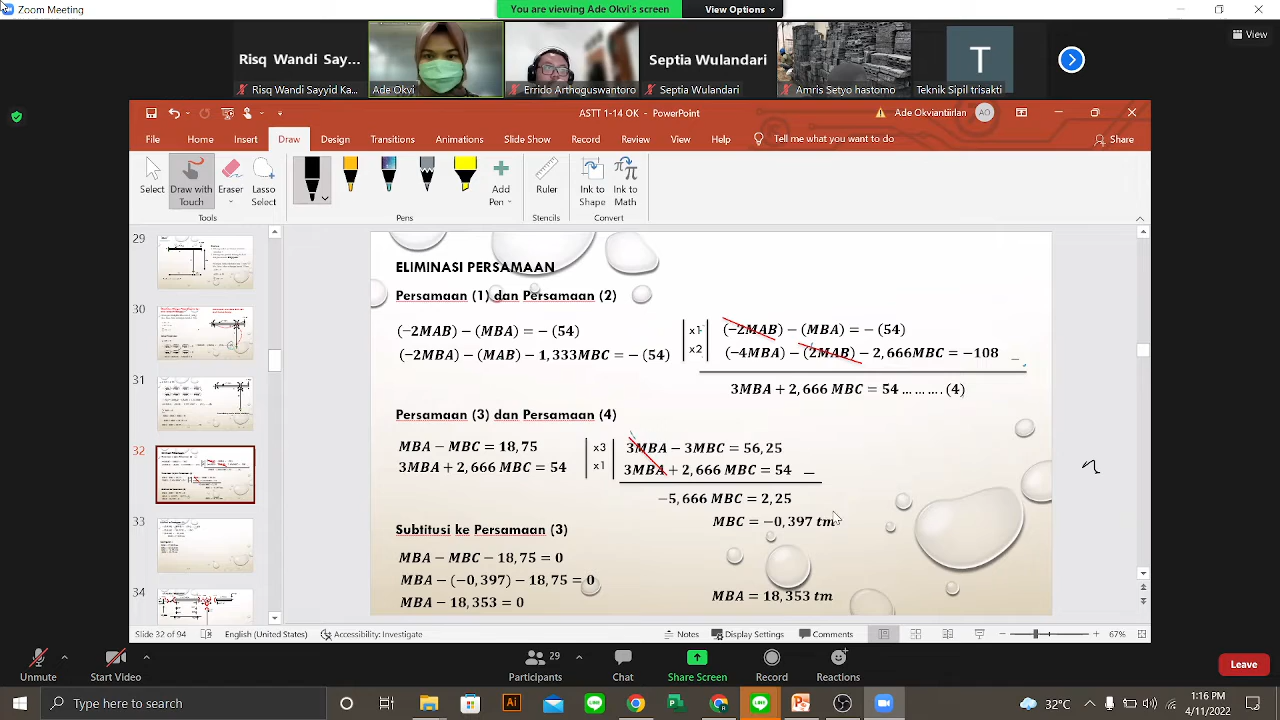 Zoom Meeting
You are viewing Ade Okvi's screen
View Options
View
Risq Wandi Say...
Risq Wandi Sayyid Ka...
Ade Okvi
Errido Arthoguswantoro
Septia Wulandari
Septia Wulandari
Amris Setyo hastomo
T
Teknik Sipil trisakti
ASTT 1-14 OK - PowerPoint
Ade Okviantiirlan
AO
File
Home
Insert
Draw
Design
Transitions
Animations
Slide Show
Record
Review
View
Help
Tell me what you want to do
Share
Select
Draw with Touch
Eraser
Lasso Select
Add Pen
Ruler
Ink to Shape
Ink to Math
Tools
Pens
Stencils
Convert
29
30
31
32
33
34
ELIMINASI PERSAMAAN
Persamaan (1) dan Persamaan (2)
(−2MAB) − (MBA) = − (54)
(−2MBA) − (MAB) − 1,333MBC = − (54)
x1
x2
(−2MAB) − (MBA) = − (54)
(−4MBA) − (2MAB) − 2,666MBC = −108 −
3MBA + 2,666 MBC = 54 ... ... ... . (4)
Persamaan (3) dan Persamaan (4)
MBA − MBC = 18,75
3MBA + 2,666 MBC = 54
x3
x1
3MBA − 3MBC = 56,25
3MBA + 2,666 MBC = 54 −
−5,666 MBC = 2,25
MBC = −0,397 tm
Subtitusi ke Persamaan (3)
MBA − MBC − 18,75 = 0
MBA − (−0,397) − 18,75 = 0
MBA − 18,353 = 0
MBA = 18,353 tm
Slide 32 of 94
English (United States)
Accessibility: Investigate
Notes
Display Settings
Comments
67%
Unmute
Start Video
29
Participants
Chat
Share Screen
Record
Reactions
Leave
Type here to search
Ai
32°C
1:16 PM
4/11/2022